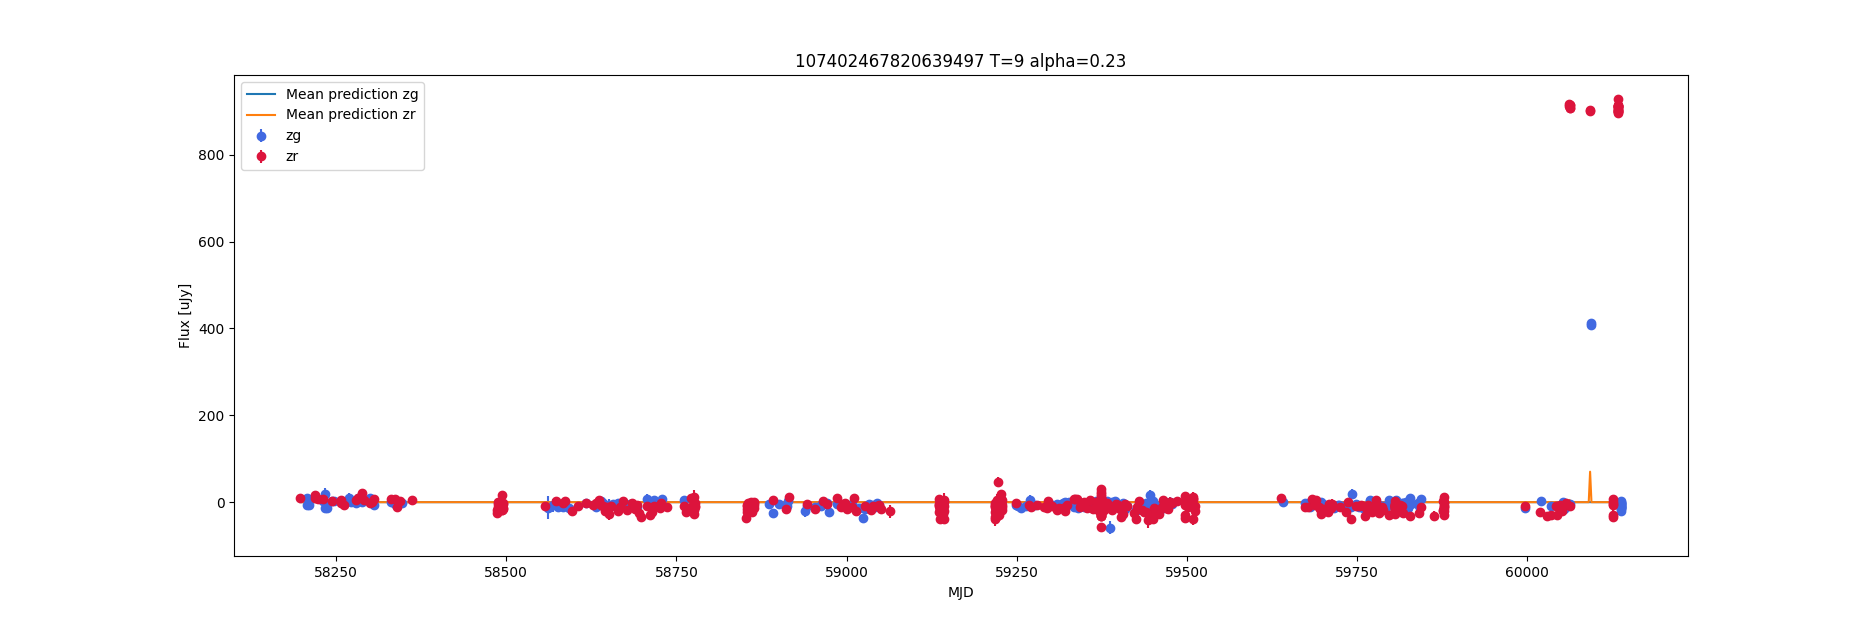 107402467820639497 T=9 alpha=0.23
Mean prediction zg
Mean prediction zr
zg
zr
Flux [uJy]
800
600
400
200
0
58250 58500 58750 59000 59250 59500 59750 60000
MJD